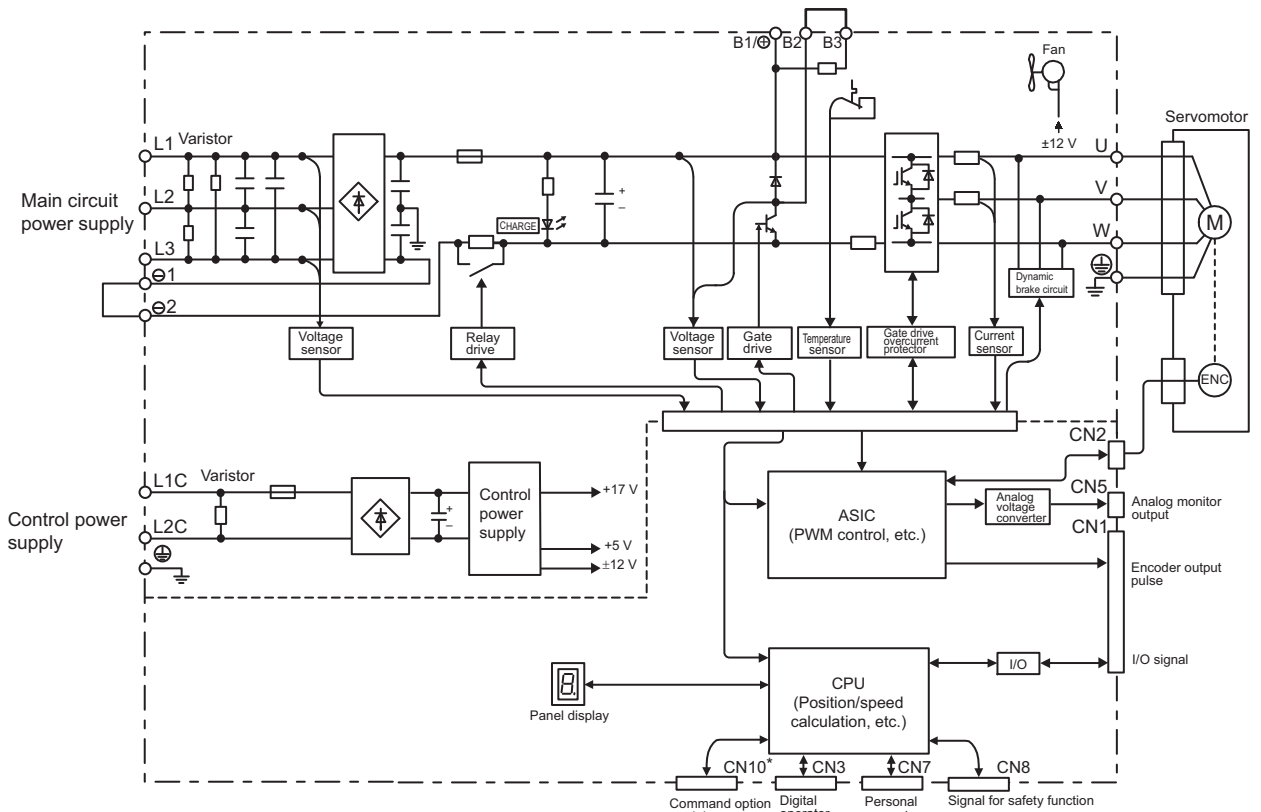 B1/⊕ B2 B3
Fan
±12 V
Servomotor
Varistor
L1
L2
L3
⊖1
⊖2
Main circuit
power supply
CHARGE
+
–
U
V
W
M
ENC
Dynamic
brake circuit
Voltage
sensor
Relay
drive
Voltage
sensor
Gate
drive
Temperature
sensor
Gate drive
overcurrent
protector
Current
sensor
L1C
Varistor
L2C
Control power
supply
+
–
Control
power
supply
+17 V
+5 V
±12 V
ASIC
(PWM control, etc.)
Analog
voltage
converter
CN2
CN5
Analog monitor
output
CN1
Encoder output
pulse
I/O
I/O signal
CPU
(Position/speed
calculation, etc.)
8.
Panel display
CN10*
CN3
CN7
CN8
Command option
Digital
operator
Personal
Signal for safety function